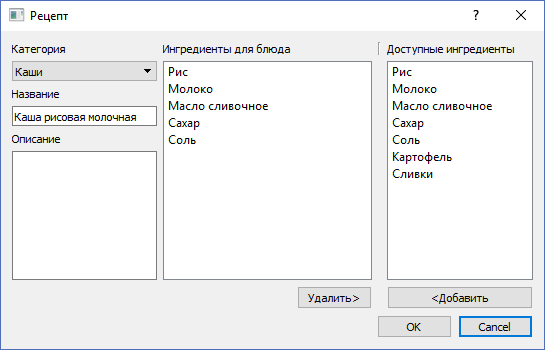 Рецепт
?
Категория
Каши
Название
Каша рисовая молочная
Описание
Ингредиенты для блюда
Рис
Молоко
Масло сливочное
Сахар
Соль
Удалить>
Доступные ингредиенты
Рис
Молоко
Масло сливочное
Сахар
Соль
Картофель
Сливки
<Добавить
OK
Cancel